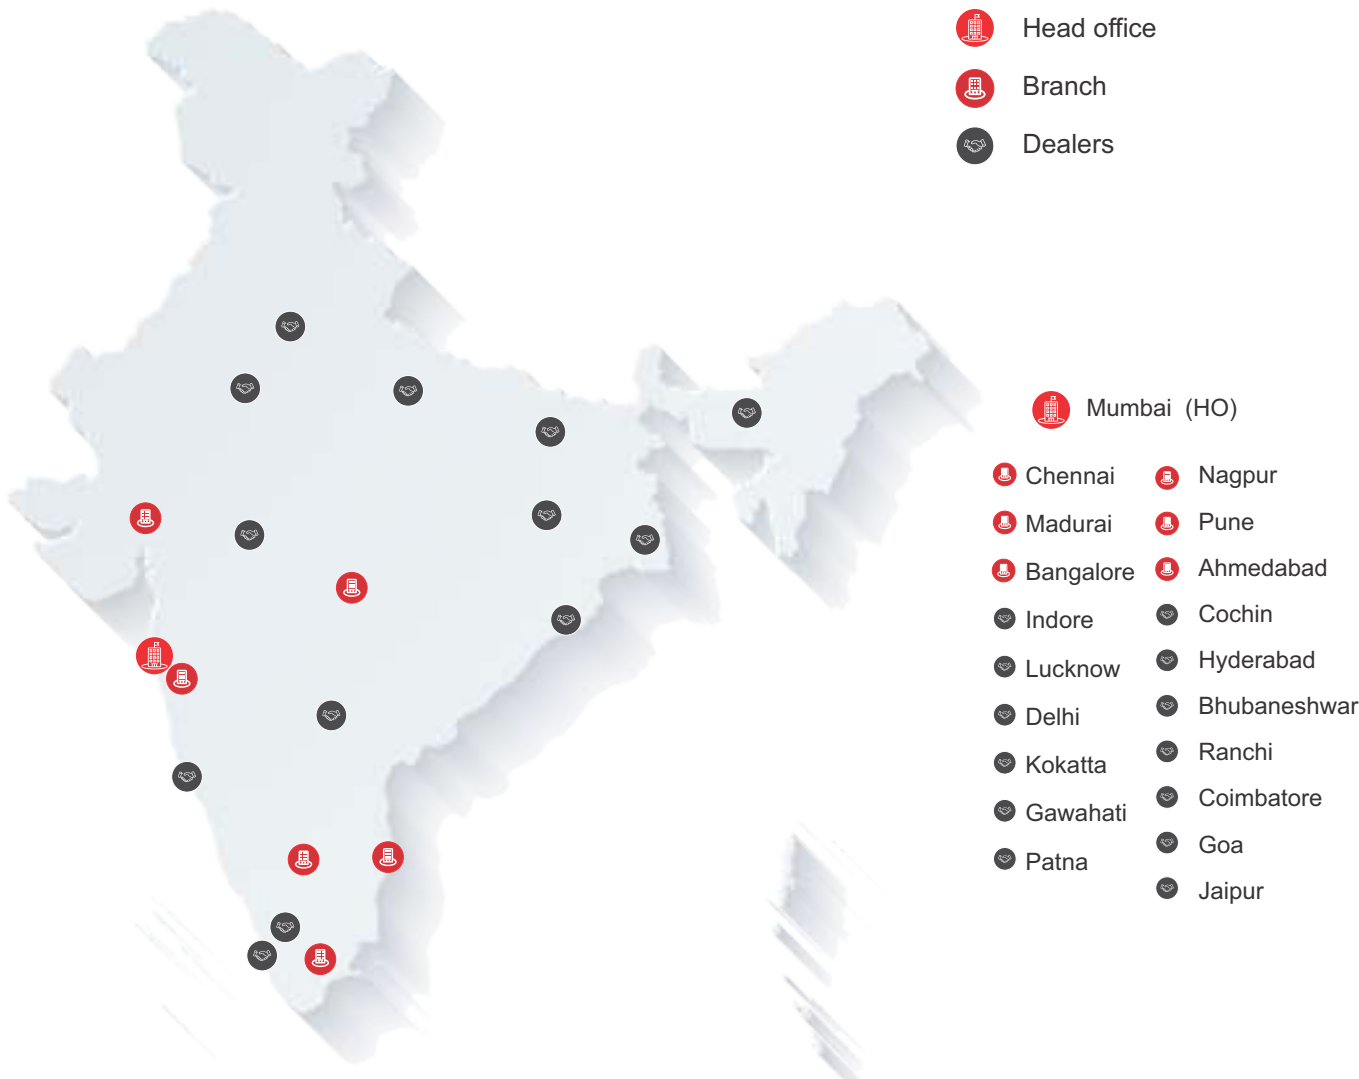 Head office
Branch
Dealers
Mumbai (HO)
Chennai
Madurai
Bangalore
Indore
Lucknow
Delhi
Kokatta
Gawahati
Patna
Nagpur
Pune
Ahmedabad
Cochin
Hyderabad
Bhubaneshwar
Ranchi
Coimbatore
Goa
Jaipur